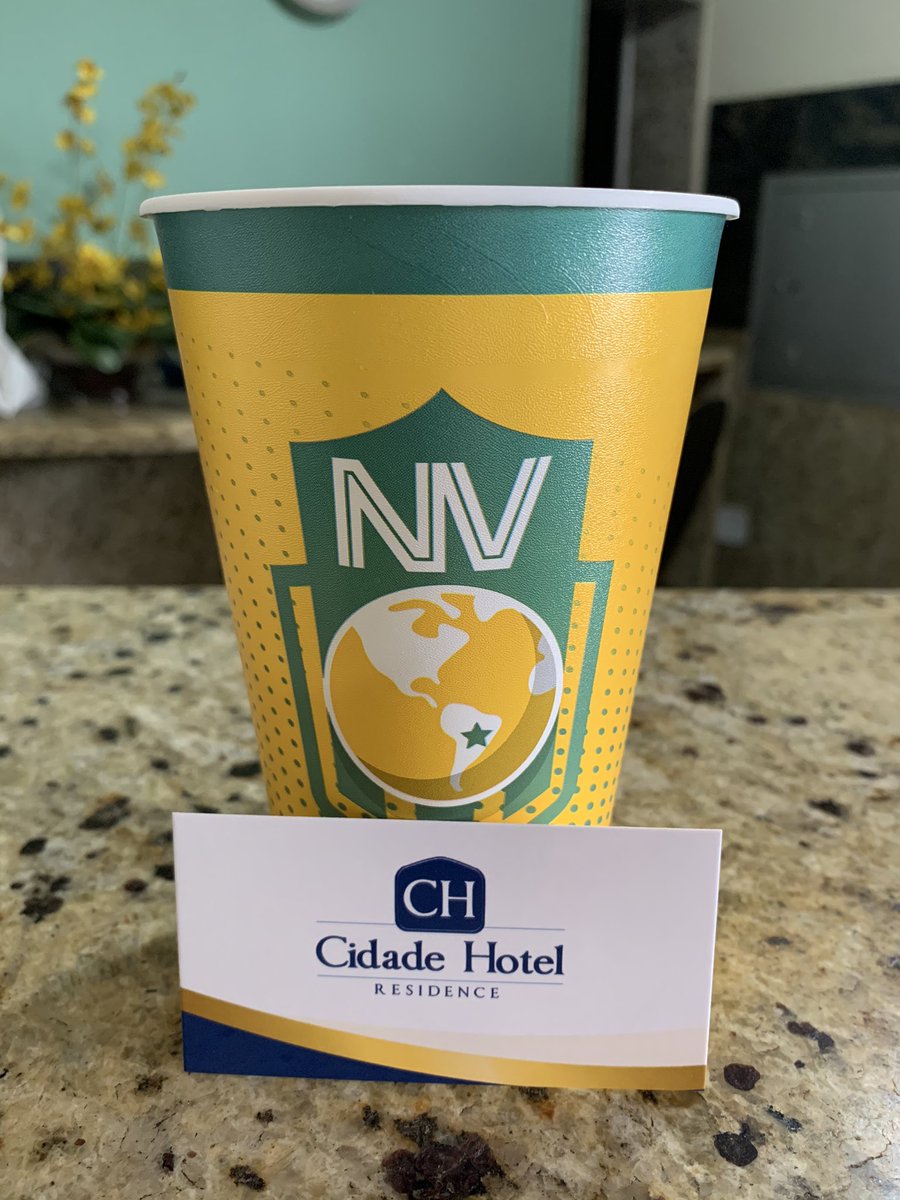 NV
CH
Cidade Hotel
RESIDENCE